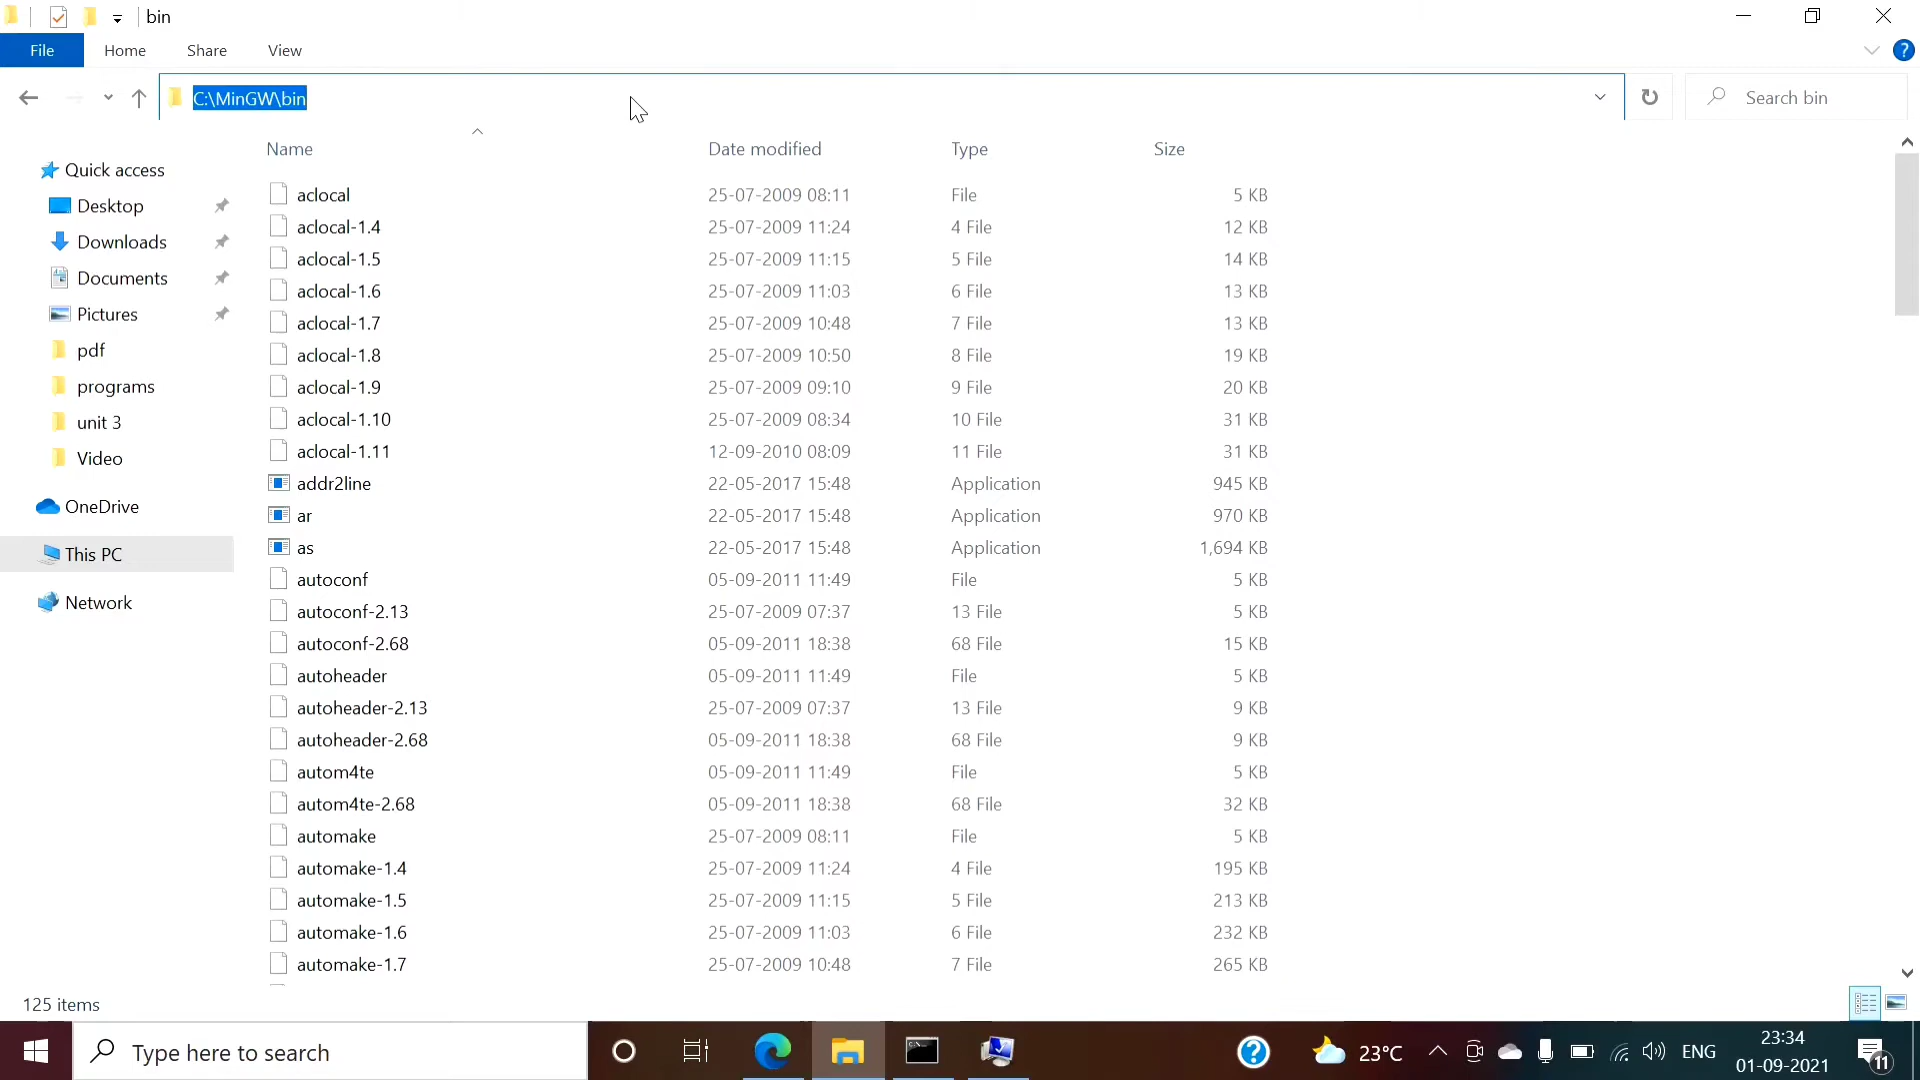 bin
File Home Share View
C:\MinGW\bin
Search bin
Name Date modified Type Size
Quick access
Desktop
Downloads
Documents
Pictures
pdf
programs
unit 3
Video
OneDrive
This PC
Network
aclocal 25-07-2009 08:11 File 5 KB
aclocal-1.4 25-07-2009 11:24 4 File 12 KB
aclocal-1.5 25-07-2009 11:15 5 File 14 KB
aclocal-1.6 25-07-2009 11:03 6 File 13 KB
aclocal-1.7 25-07-2009 10:48 7 File 13 KB
aclocal-1.8 25-07-2009 10:50 8 File 19 KB
aclocal-1.9 25-07-2009 09:10 9 File 20 KB
aclocal-1.10 25-07-2009 08:34 10 File 31 KB
aclocal-1.11 12-09-2010 08:09 11 File 31 KB
addr2line 22-05-2017 15:48 Application 945 KB
ar 22-05-2017 15:48 Application 970 KB
as 22-05-2017 15:48 Application 1,694 KB
autoconf 05-09-2011 11:49 File 5 KB
autoconf-2.13 25-07-2009 07:37 13 File 5 KB
autoconf-2.68 05-09-2011 18:38 68 File 15 KB
autoheader 05-09-2011 11:49 File 5 KB
autoheader-2.13 25-07-2009 07:37 13 File 9 KB
autoheader-2.68 05-09-2011 18:38 68 File 9 KB
autom4te 05-09-2011 11:49 File 5 KB
autom4te-2.68 05-09-2011 18:38 68 File 32 KB
automake 25-07-2009 08:11 File 5 KB
automake-1.4 25-07-2009 11:24 4 File 195 KB
automake-1.5 25-07-2009 11:15 5 File 213 KB
automake-1.6 25-07-2009 11:03 6 File 232 KB
automake-1.7 25-07-2009 10:48 7 File 265 KB
125 items
Type here to search
23°C
ENG
23:34
01-09-2021
11